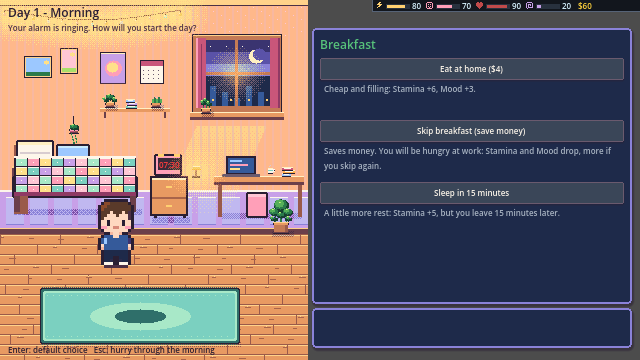 Day 1 - Morning
Your alarm is ringing. How will you start the day?
80 70 90 20 $60
07:30
Enter: default choice Esc: hurry through the morning
Breakfast
Eat at home ($4)
Cheap and filling: Stamina +6, Mood +3.
Skip breakfast (save money)
Saves money. You will be hungry at work: Stamina and Mood drop, more if
you skip again.
Sleep in 15 minutes
A little more rest: Stamina +5, but you leave 15 minutes later.